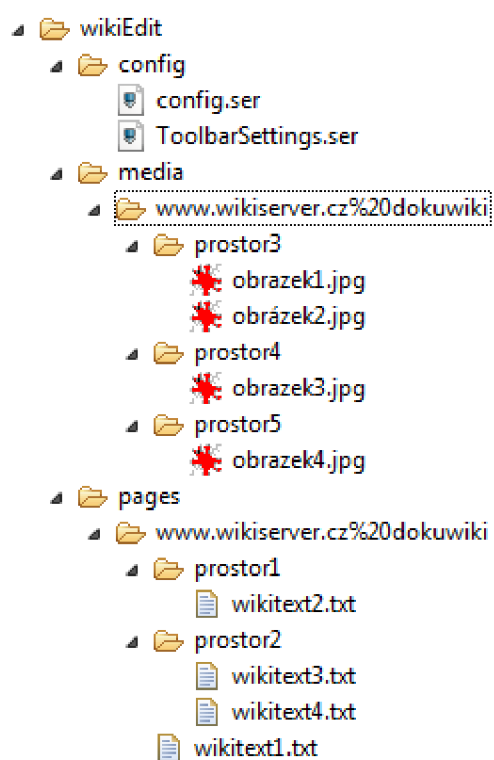 wikiEdit
config
config.ser
ToolbarSettings.ser
media
www.wikiserver.cz%20dokuwiki
prostor3
obrazek1.jpg
obrázek2.jpg
prostor4
obrazek3.jpg
prostor5
obrazek4.jpg
pages
www.wikiserver.cz%20dokuwiki
prostor1
wikitext2.txt
prostor2
wikitext3.txt
wikitext4.txt
wikitext1.txt